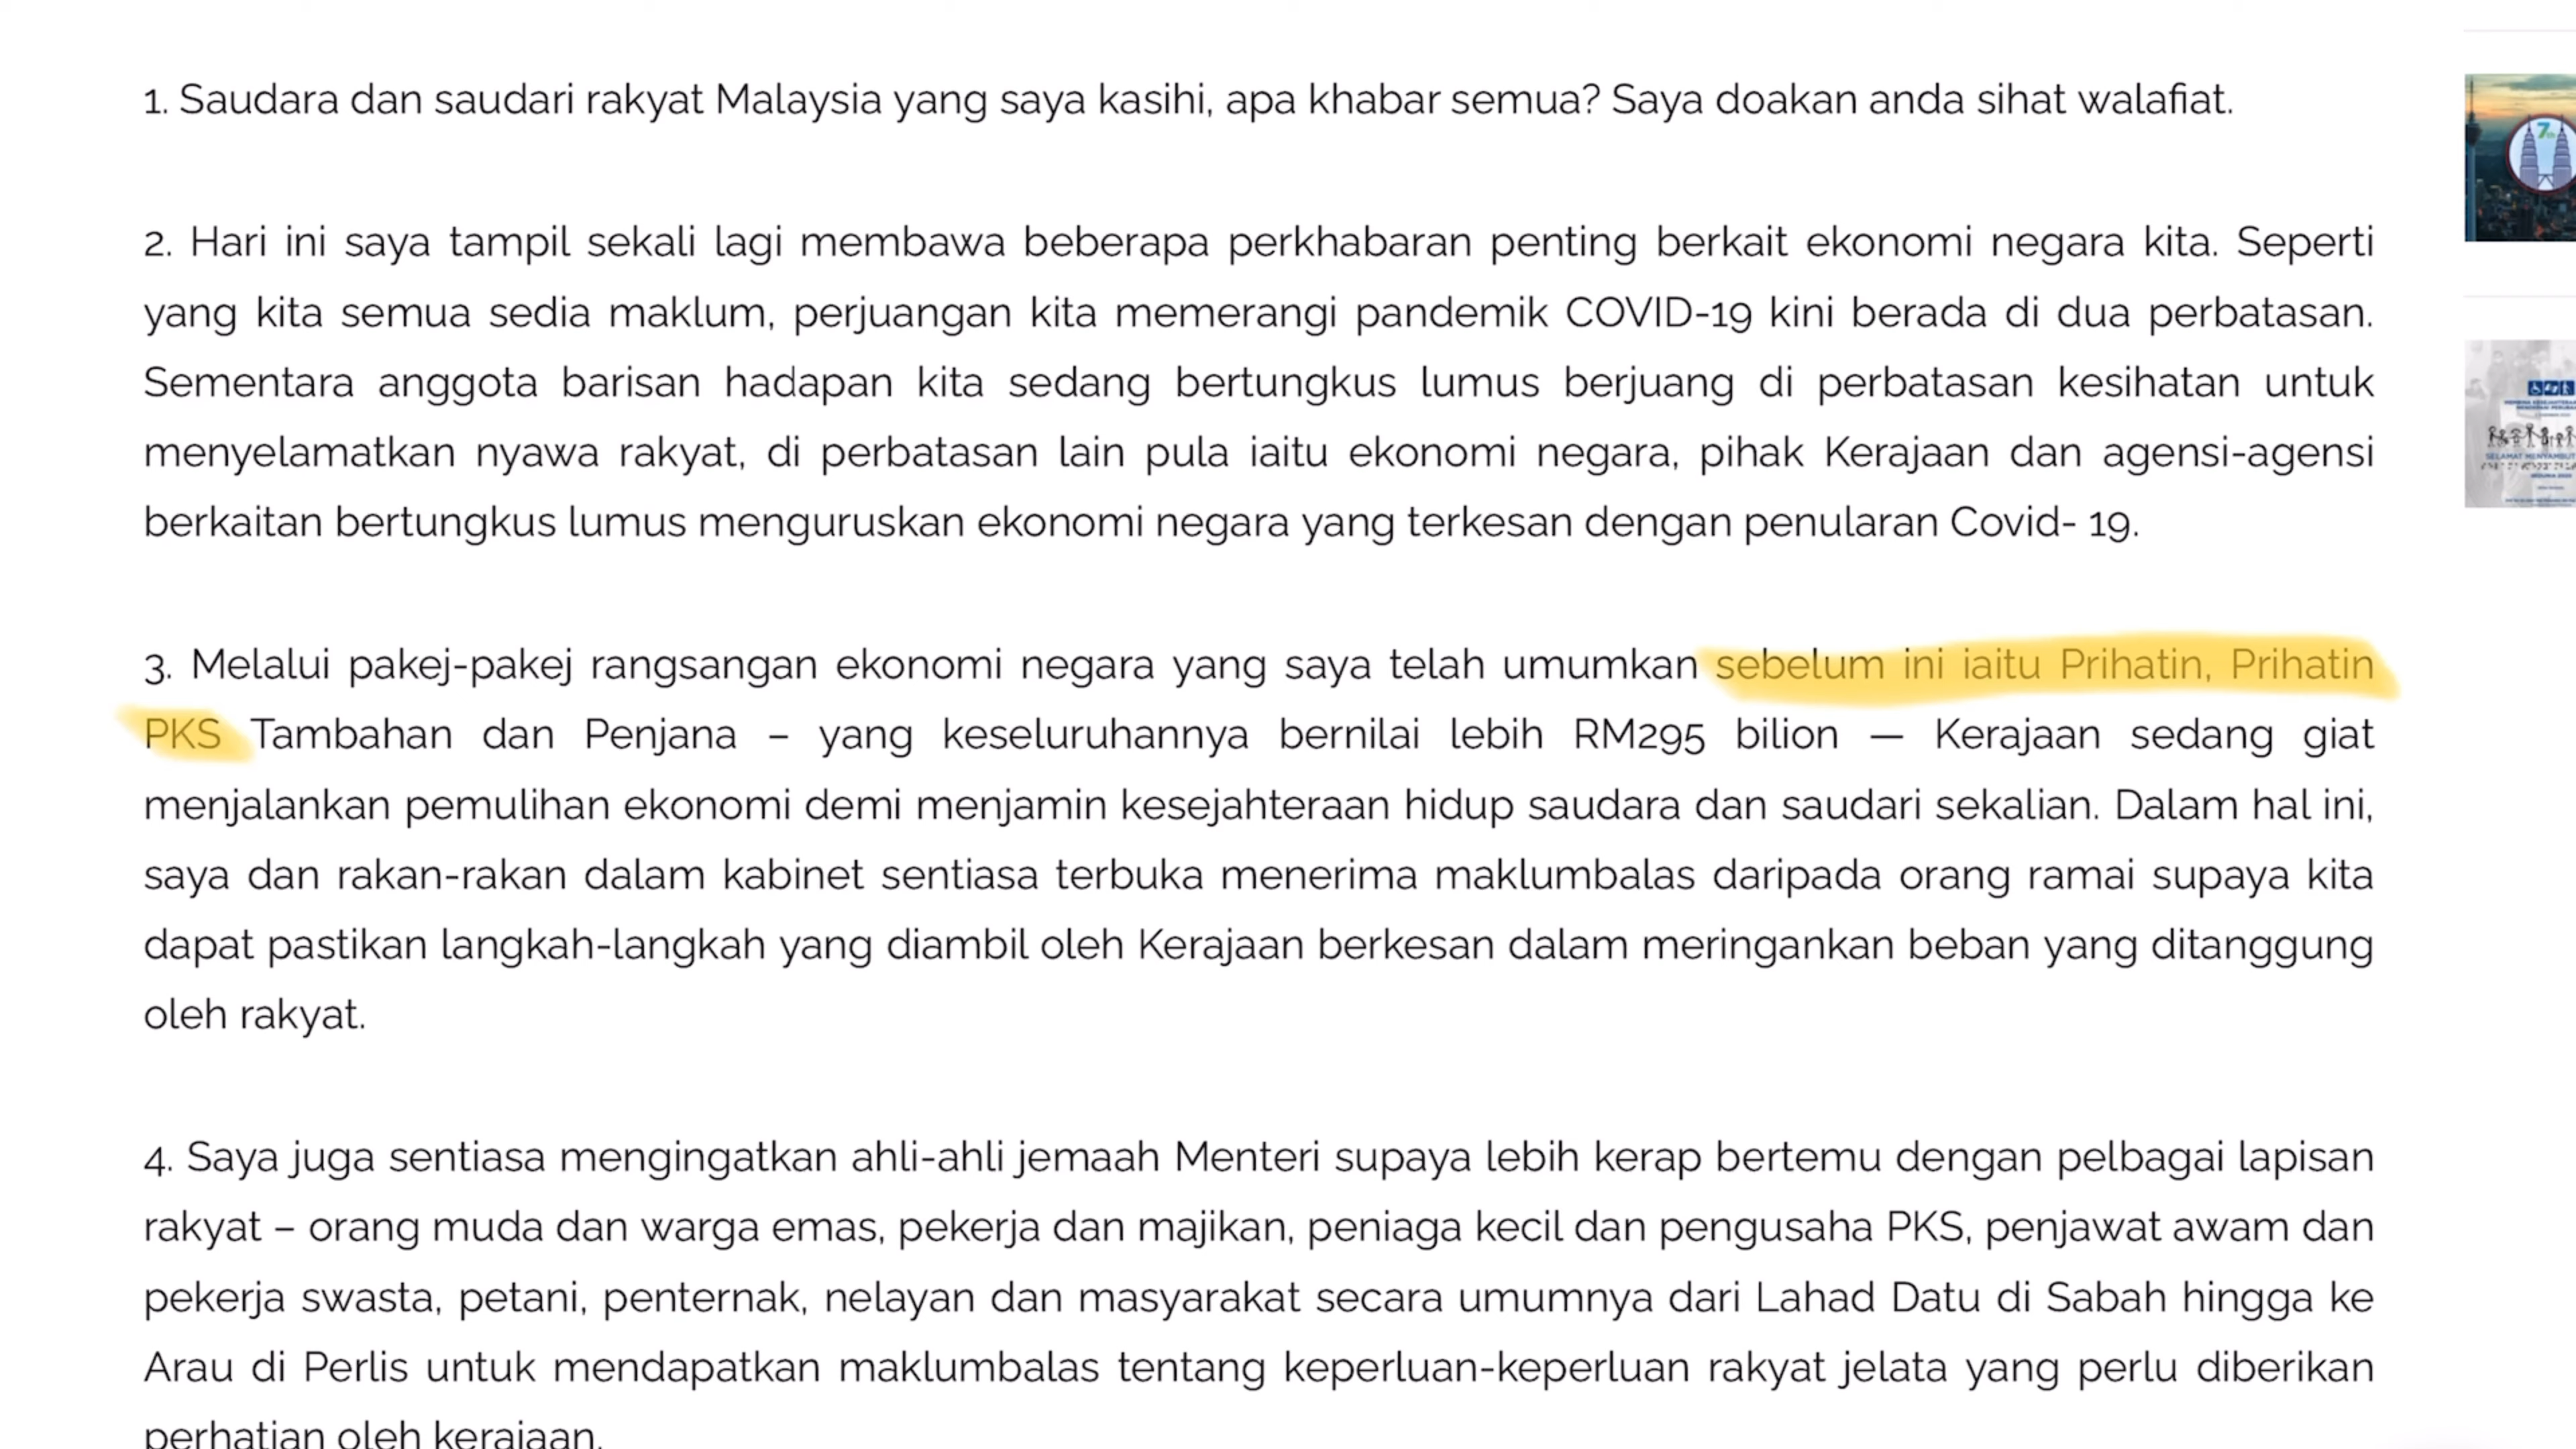 1. Saudara dan saudari rakyat Malaysia yang saya kasihi, apa khabar semua? Saya doakan anda sihat walafiat.
2. Hari ini saya tampil sekali lagi membawa beberapa perkhabaran penting berkait ekonomi negara kita. Seperti
yang kita semua sedia maklum, perjuangan kita memerangi pandemik COVID-19 kini berada di dua perbatasan.
Sementara anggota barisan hadapan kita sedang bertungkus lumus berjuang di perbatasan kesihatan untuk
menyelamatkan nyawa rakyat, di perbatasan lain pula iaitu ekonomi negara, pihak Kerajaan dan agensi-agensi
berkaitan bertungkus lumus menguruskan ekonomi negara yang terkesan dengan penularan Covid- 19.
3. Melalui pakej-pakej rangsangan ekonomi negara yang saya telah umumkan sebelum ini iaitu Prihatin, Prihatin
PKS Tambahan dan Penjana – yang keseluruhannya bernilai lebih RM295 bilion — Kerajaan sedang giat
menjalankan pemulihan ekonomi demi menjamin kesejahteraan hidup saudara dan saudari sekalian. Dalam hal ini,
saya dan rakan-rakan dalam kabinet sentiasa terbuka menerima maklumbalas daripada orang ramai supaya kita
dapat pastikan langkah-langkah yang diambil oleh Kerajaan berkesan dalam meringankan beban yang ditanggung
oleh rakyat.
4. Saya juga sentiasa mengingatkan ahli-ahli jemaah Menteri supaya lebih kerap bertemu dengan pelbagai lapisan
rakyat – orang muda dan warga emas, pekerja dan majikan, peniaga kecil dan pengusaha PKS, penjawat awam dan
pekerja swasta, petani, penternak, nelayan dan masyarakat secara umumnya dari Lahad Datu di Sabah hingga ke
Arau di Perlis untuk mendapatkan maklumbalas tentang keperluan-keperluan rakyat jelata yang perlu diberikan
perhatian oleh kerajaan.
7th
SELAMAT MENYAMBUT